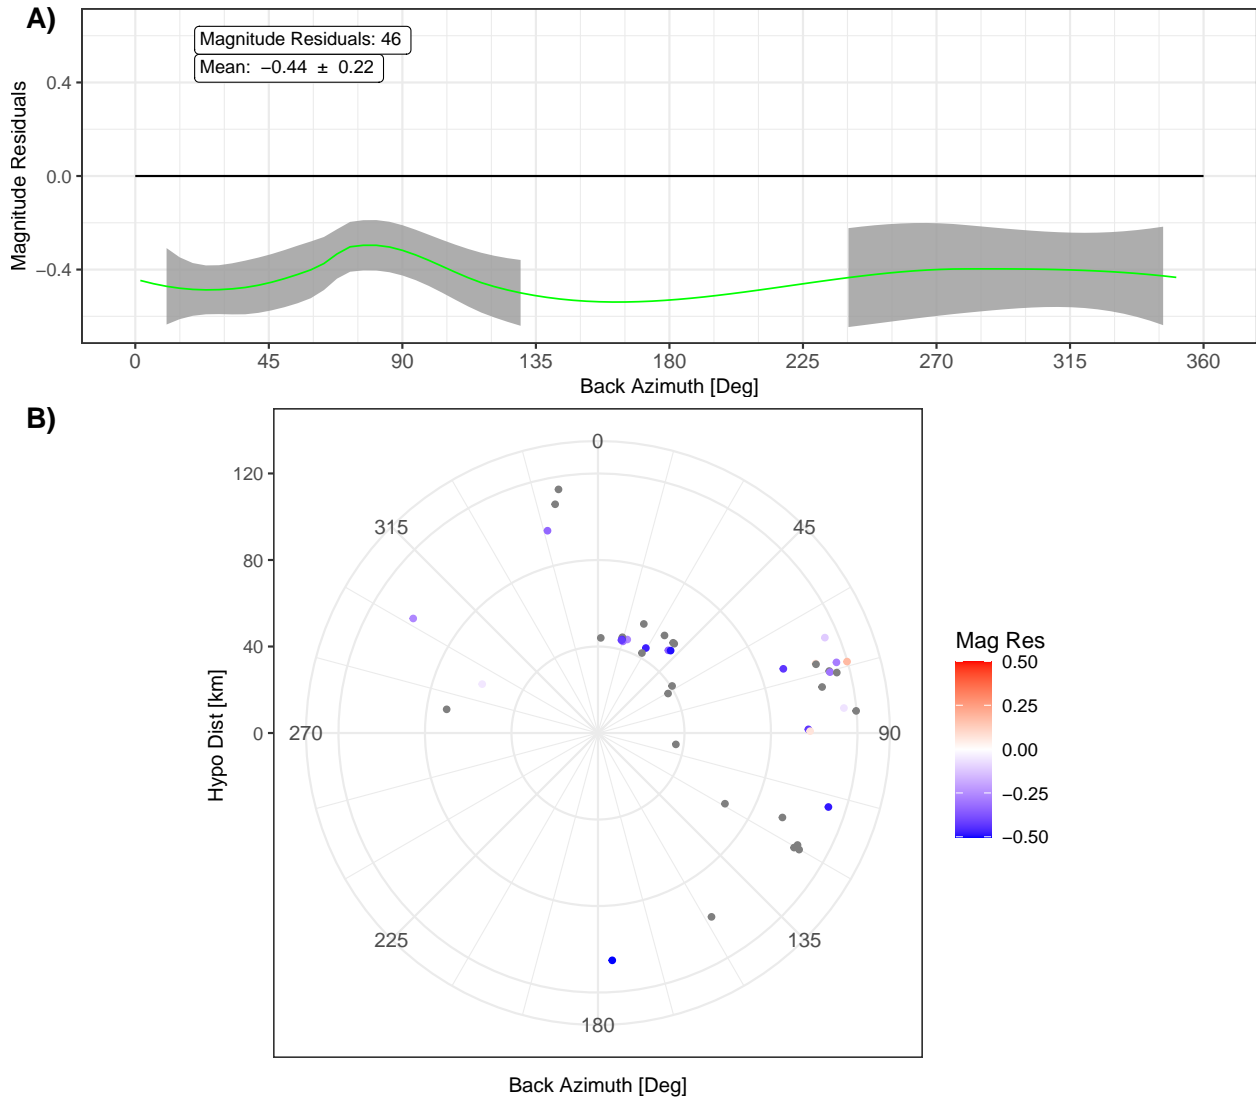 A)
Magnitude Residuals: 46
Mean: −0.44 ± 0.22
Magnitude Residuals
0.4
0.0
−0.4
0 45 90 135 180 225 270 315 360
Back Azimuth [Deg]
B)
Hypo Dist [km]
120
80
40
0
0
45
90
135
180
225
270
315
Back Azimuth [Deg]
Mag Res
0.50
0.25
0.00
−0.25
−0.50